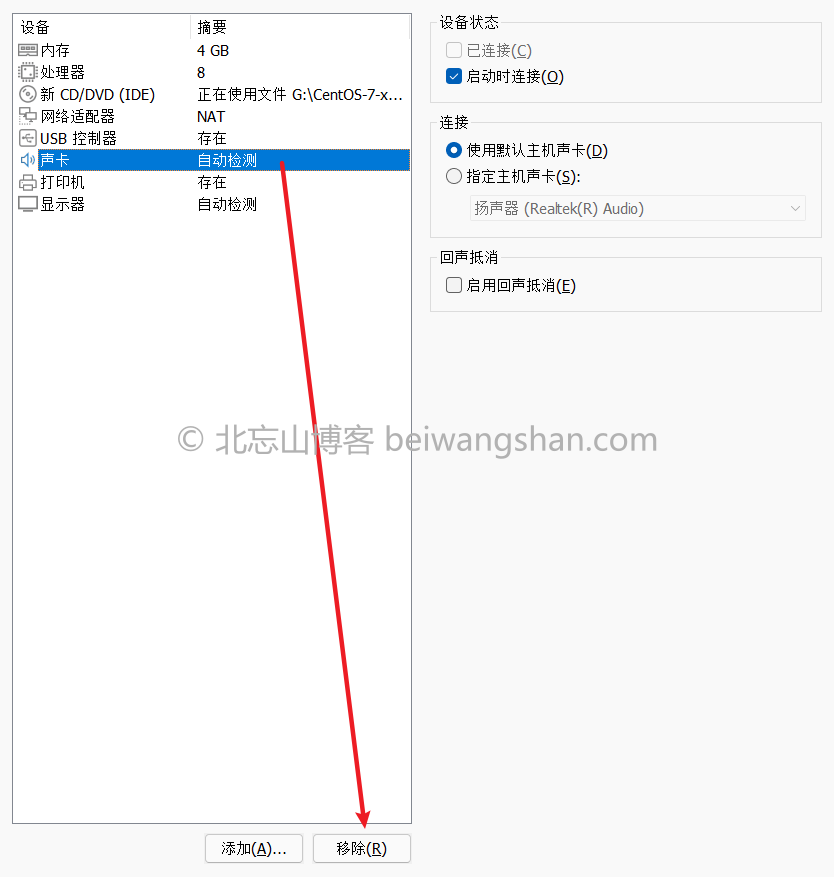 设备 摘要
内存 4 GB
处理器 8
新 CD/DVD (IDE) 正在使用文件 G:\CentOS-7-x...
网络适配器 NAT
USB 控制器 存在
声卡 自动检测
打印机 存在
显示器 自动检测
添加(A)... 移除(R)
设备状态
已连接(C)
启动时连接(O)
连接
使用默认主机声卡(D)
指定主机声卡(S):
扬声器 (Realtek(R) Audio)
回声抵消
启用回声抵消(E)
© 北忘山博客 beiwangshan.com